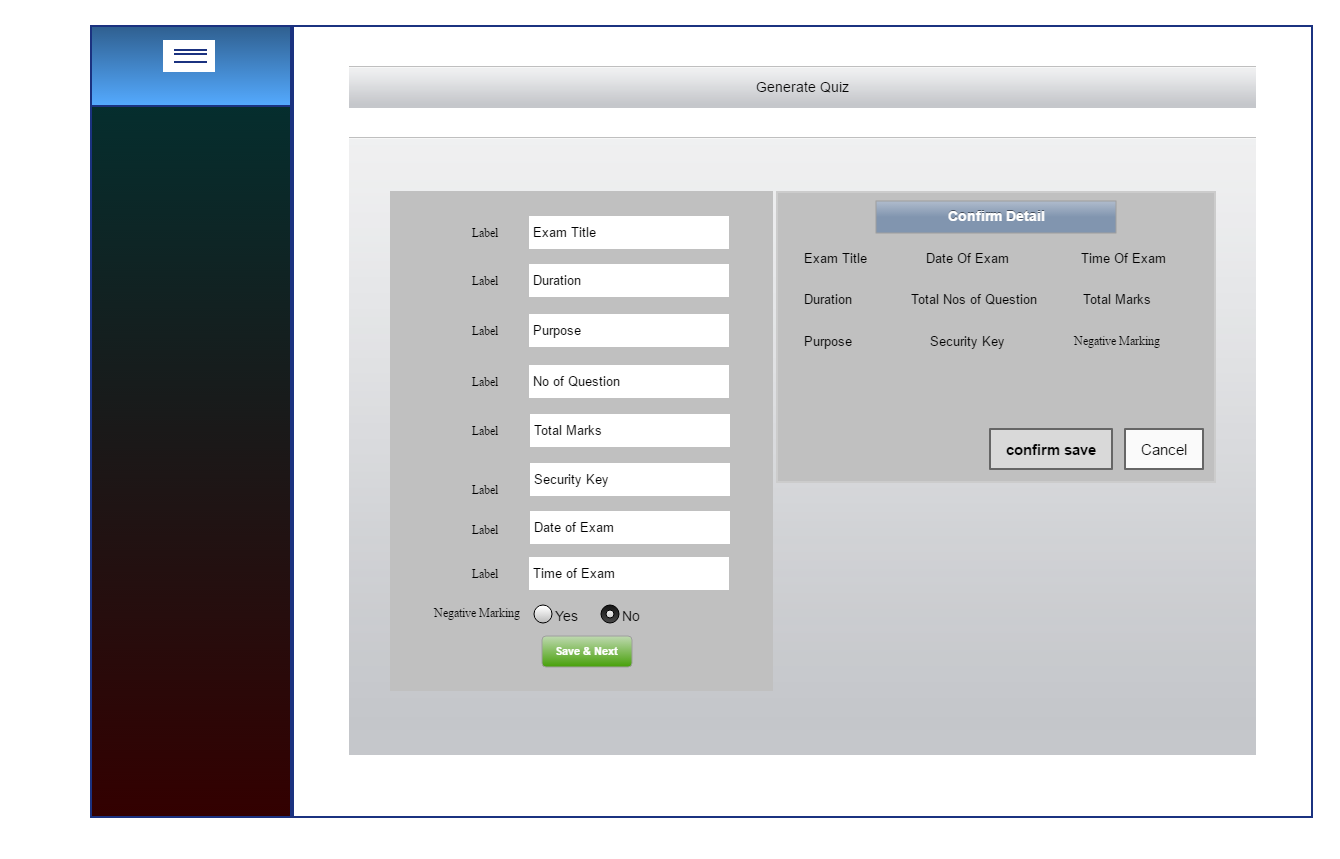 Generate Quiz
Label Exam Title
Label Duration
Label Purpose
Label No of Question
Label Total Marks
Label Security Key
Label Date of Exam
Label Time of Exam
Negative Marking Yes No
Save & Next
Confirm Detail
Exam Title Date Of Exam Time Of Exam
Duration Total Nos of Question Total Marks
Purpose Security Key Negative Marking
confirm save Cancel